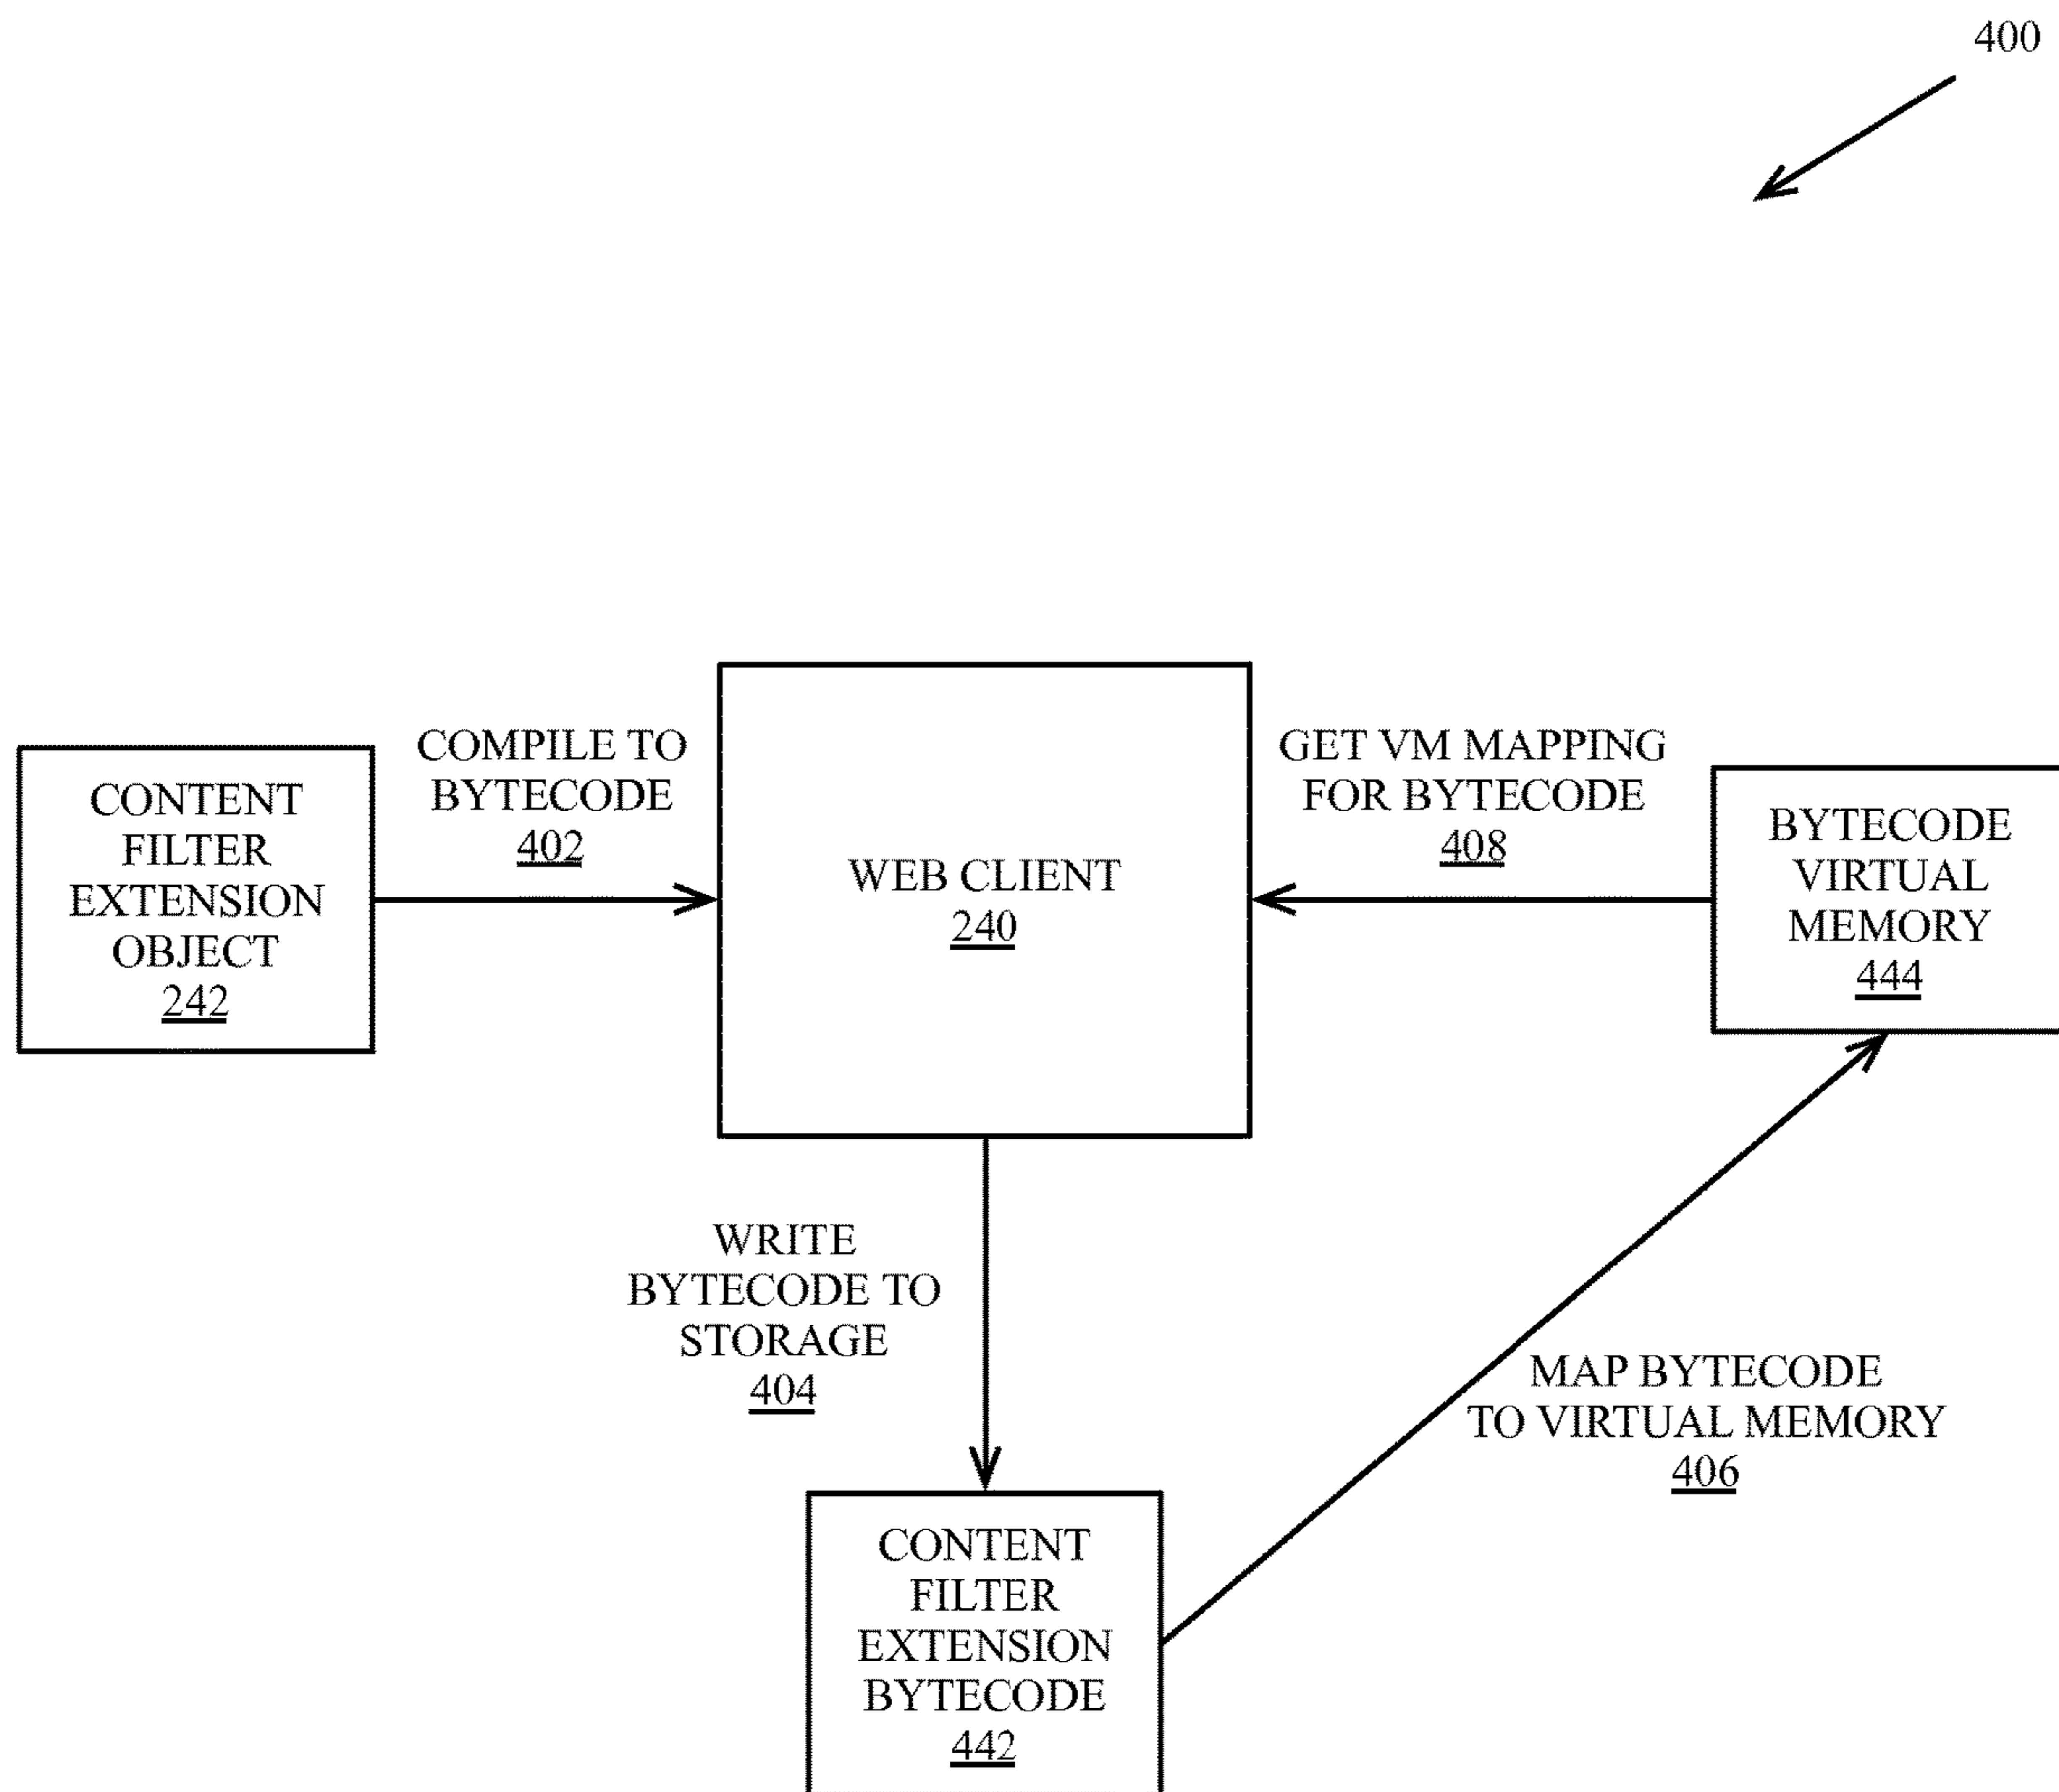 400
COMPILE TO
BYTECODE
402
GET VM MAPPING
FOR BYTECODE
408
CONTENT
FILTER
EXTENSION
OBJECT
242
WEB CLIENT
240
BYTECODE
VIRTUAL
MEMORY
444
WRITE
BYTECODE TO
STORAGE
404
MAP BYTECODE
TO VIRTUAL MEMORY
406
CONTENT
FILTER
EXTENSION
BYTECODE
442